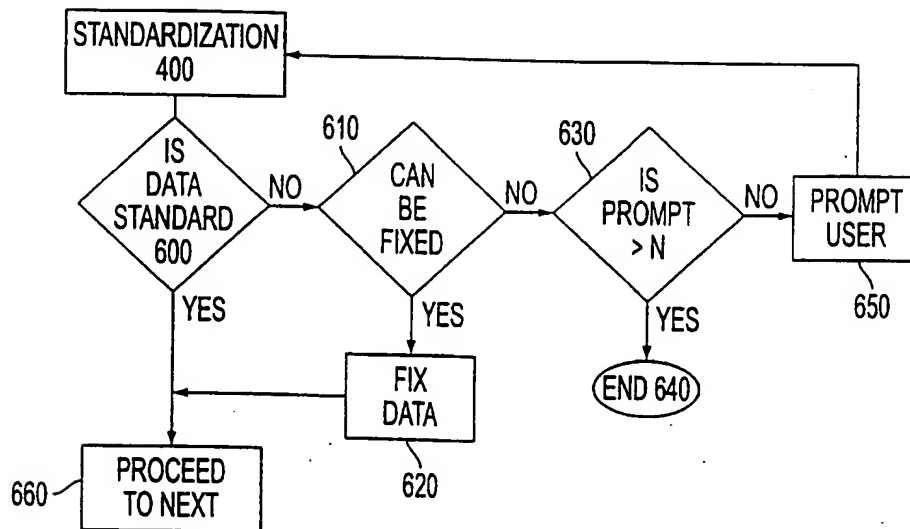 STANDARDIZATION
400
IS
DATA
STANDARD
600
NO
YES
610
CAN
BE
FIXED
NO
YES
630
IS
PROMPT
> N
NO
YES
PROMPT
USER
650
END 640
FIX
DATA
620
660
PROCEED
TO NEXT